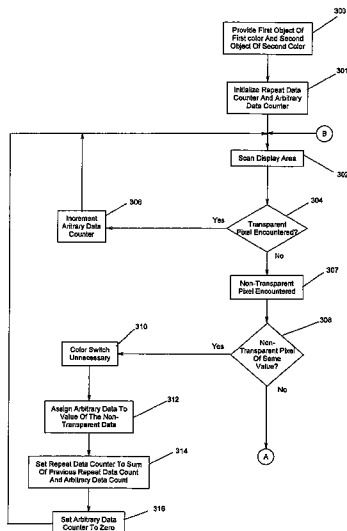 300
Provide First Object Of
First color And Second
Object Of Second Color
301
Initialize Repeat Data
Counter And Arbitrary
Data Counter
B
Scan Display Area
302
304
306
Increment
Aritrary Data
Counter
Yes
Transparent
Pixel Encountered?
No
307
Non-Transparent
Pixel Encountered
308
310
Color Switch
Unnecessary
Yes
Non-
Transparent Pixel
Of Same
Value?
No
312
Assign Arbitrary Data To
Value Of The Non-
Transparent Data
314
Set Repeat Data Counter To Sum
Of Previous Repeat Data Count
And Arbitrary Data Count
A
316
Set Arbitrary Data
Counter To Zero